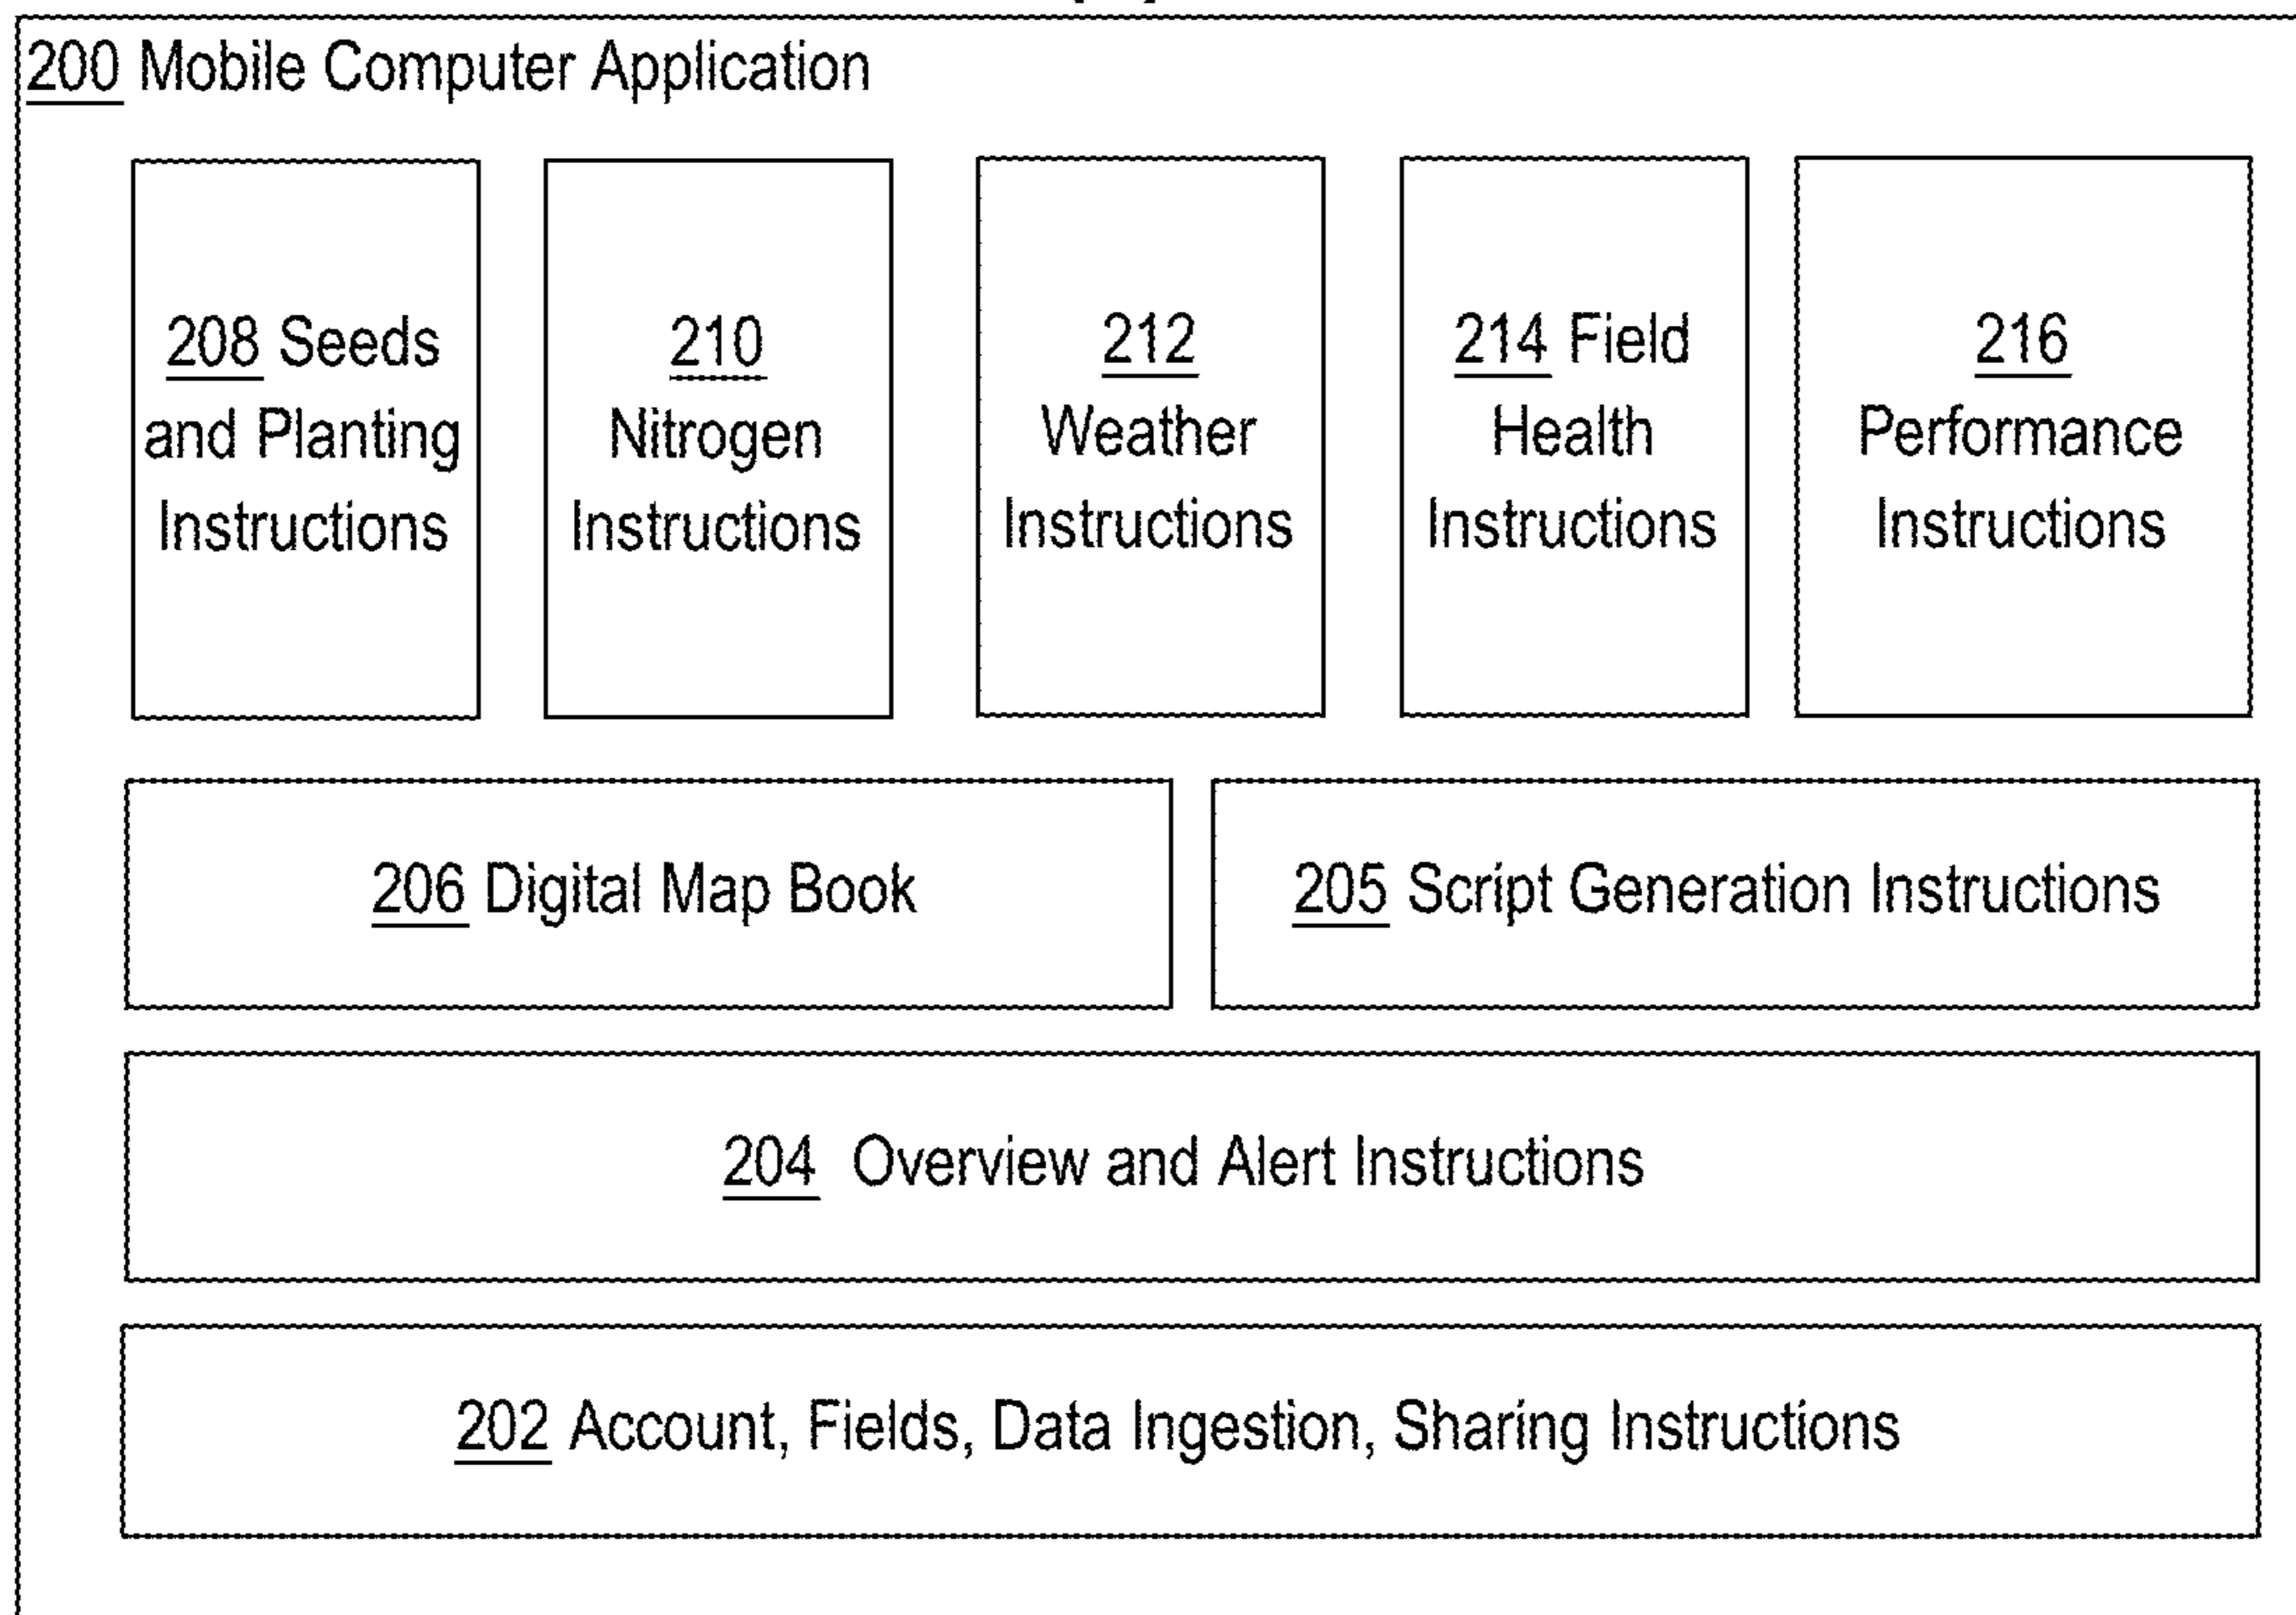 200 Mobile Computer Application
208 Seeds
and Planting
Instructions
210
Nitrogen
Instructions
212
Weather
Instructions
214 Field
Health
Instructions
216
Performance
Instructions
206 Digital Map Book
205 Script Generation Instructions
204 Overview and Alert Instructions
202 Account, Fields, Data Ingestion, Sharing Instructions